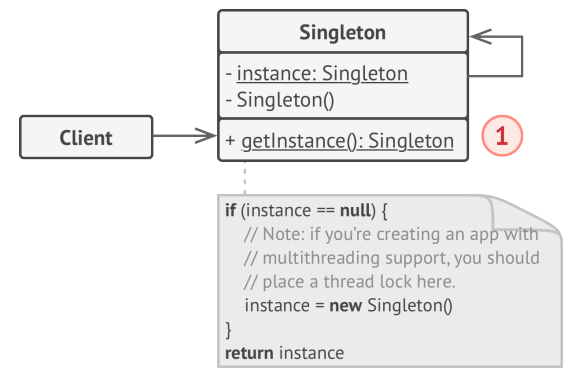 Singleton
- instance: Singleton
- Singleton()
Client
+ getInstance(): Singleton
1
if (instance == null) {
// Note: if you're creating an app with
// multithreading support, you should
// place a thread lock here.
instance = new Singleton()
}
return instance